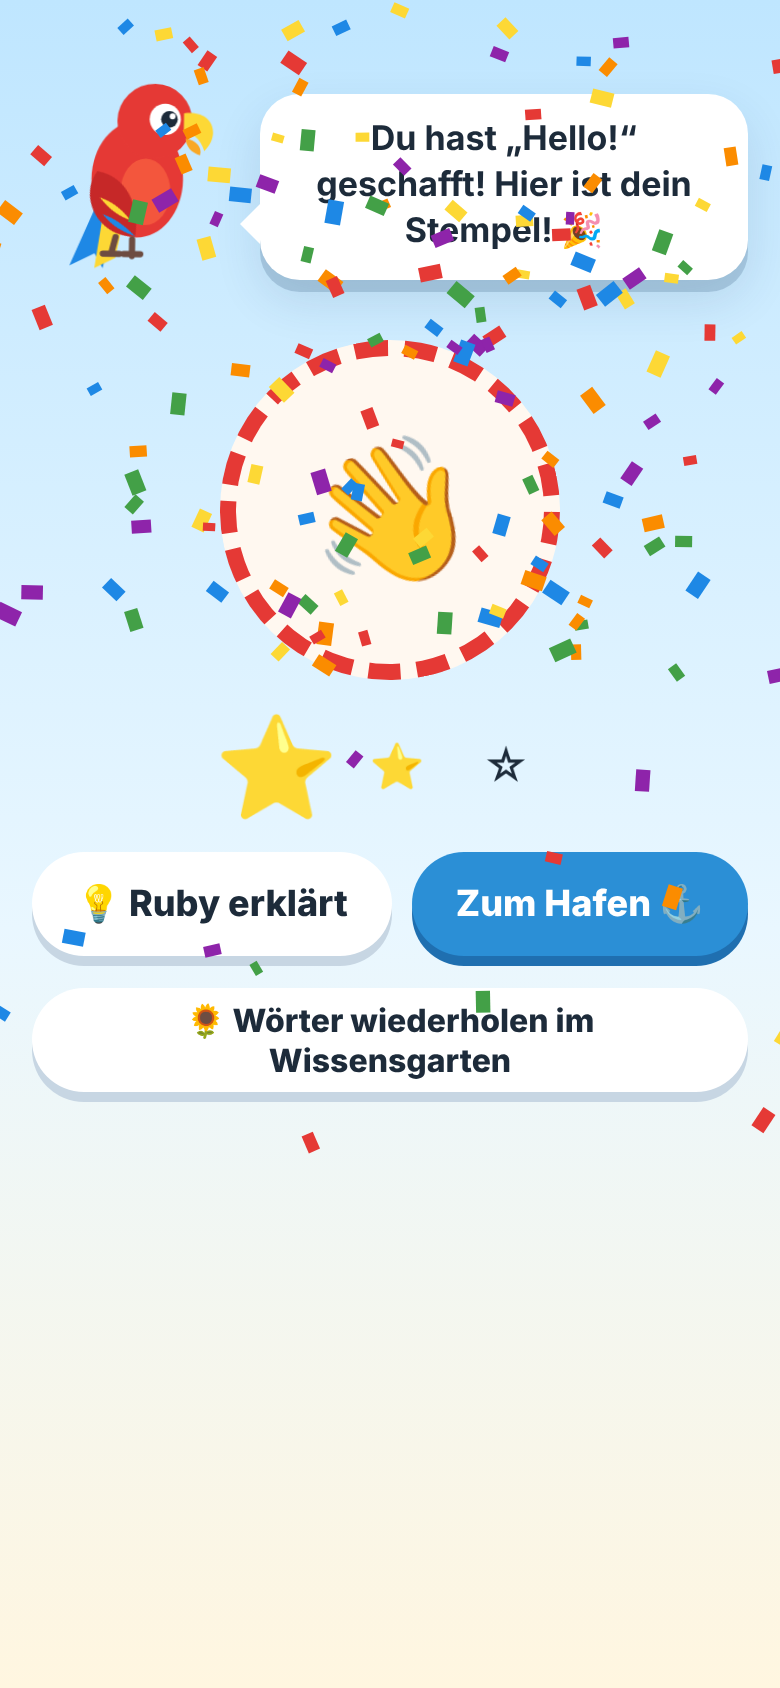 Du hast „Hello!“
geschafft! Hier ist dein
Stempel! 🎉
💡 Ruby erklärt
Zum Hafen ⚓
🌻 Wörter wiederholen im
Wissensgarten